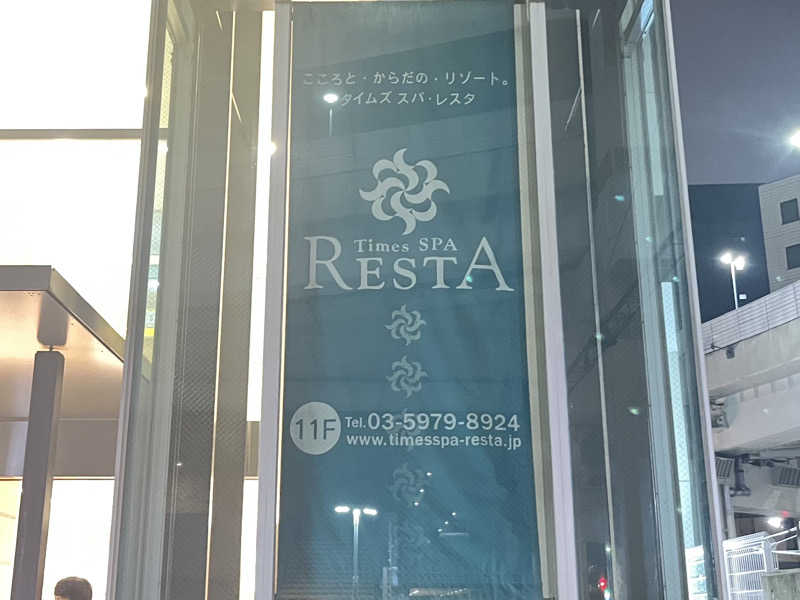 こころと・からだの・リゾート。
タイムズ スパ・レスタ
Times SPA
RESTA
11F
Tel. 03-5979-8924
www.timesspa-resta.jp